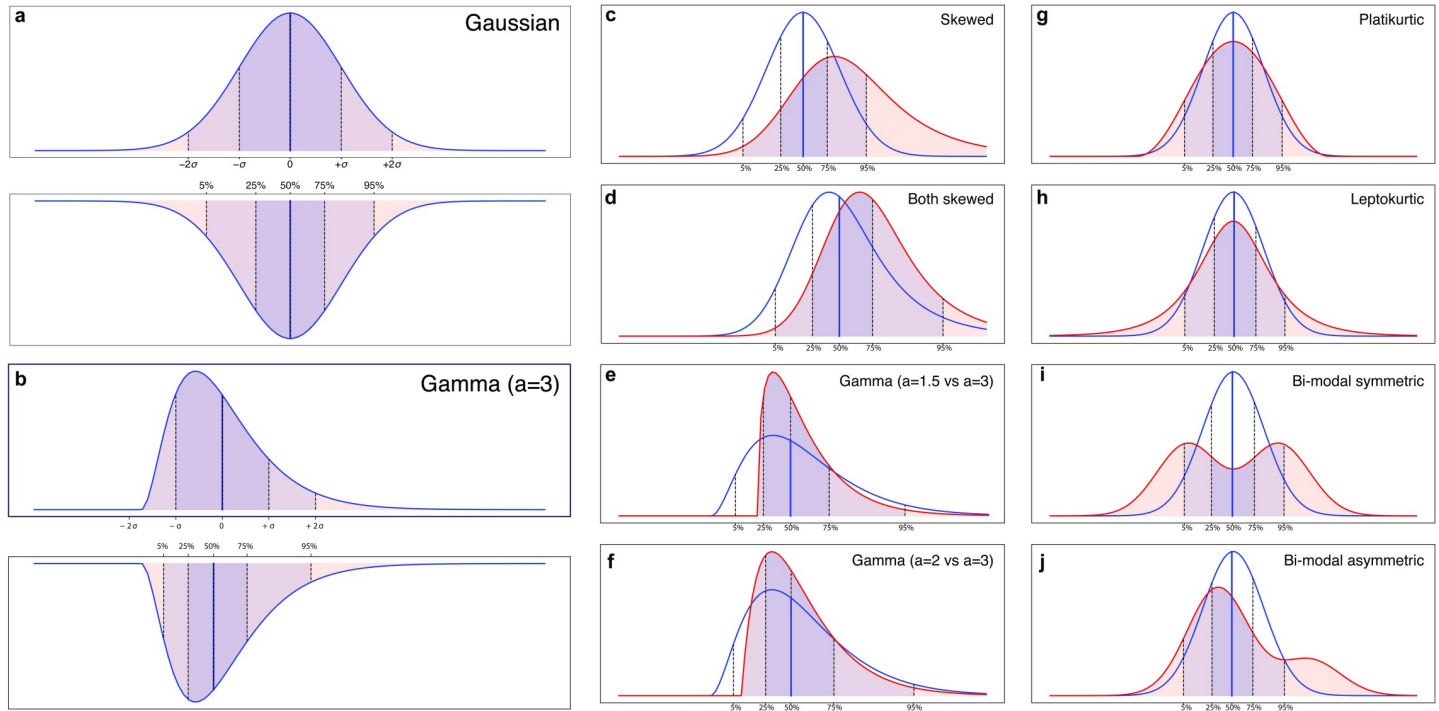 a
Gaussian
−2σ −σ 0 +σ +2σ
5% 25% 50% 75% 95%
b
Gamma (a=3)
−2σ −σ 0 +σ +2σ
5% 25% 50% 75% 95%
c
Skewed
5% 25% 50% 75% 95%
d
Both skewed
5% 25% 50% 75% 95%
e
Gamma (a=1.5 vs a=3)
5% 25% 50% 75% 95%
f
Gamma (a=2 vs a=3)
5% 25% 50% 75% 95%
g
Platikurtic
5% 25% 50% 75% 95%
h
Leptokurtic
5% 25% 50% 75% 95%
i
Bi-modal symmetric
5% 25% 50% 75% 95%
j
Bi-modal asymmetric
5% 25% 50% 75% 95%